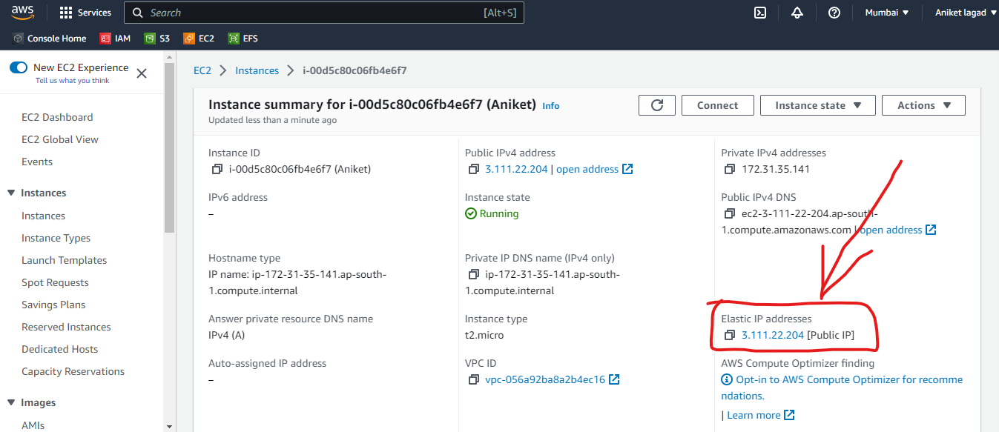 aws
Services
Search
[Alt+S]
Mumbai ▼
Aniket lagad ▼
Console Home
IAM
S3
EC2
EFS
New EC2 Experience
Tell us what you think
EC2 Dashboard
EC2 Global View
Events
Instances
Instances
Instance Types
Launch Templates
Spot Requests
Savings Plans
Reserved Instances
Dedicated Hosts
Capacity Reservations
Images
AMIs
EC2 > Instances > i-00d5c80c06fb4e6f7
Instance summary for i-00d5c80c06fb4e6f7 (Aniket) Info
Updated less than a minute ago
Connect
Instance state ▼
Actions ▼
Instance ID
i-00d5c80c06fb4e6f7 (Aniket)
Public IPv4 address
3.111.22.204 | open address
Private IPv4 addresses
172.31.35.141
IPv6 address
–
Instance state
Running
Public IPv4 DNS
ec2-3-111-22-204.ap-south-
1.compute.amazonaws.com | open address
Hostname type
IP name: ip-172-31-35-141.ap-south-
1.compute.internal
Private IP DNS name (IPv4 only)
ip-172-31-35-141.ap-south-
1.compute.internal
Answer private resource DNS name
IPv4 (A)
Instance type
t2.micro
Elastic IP addresses
3.111.22.204 [Public IP]
Auto-assigned IP address
–
VPC ID
vpc-056a92ba8a2b4ec16
AWS Compute Optimizer finding
Opt-in to AWS Compute Optimizer for recomme
ndations.
| Learn more